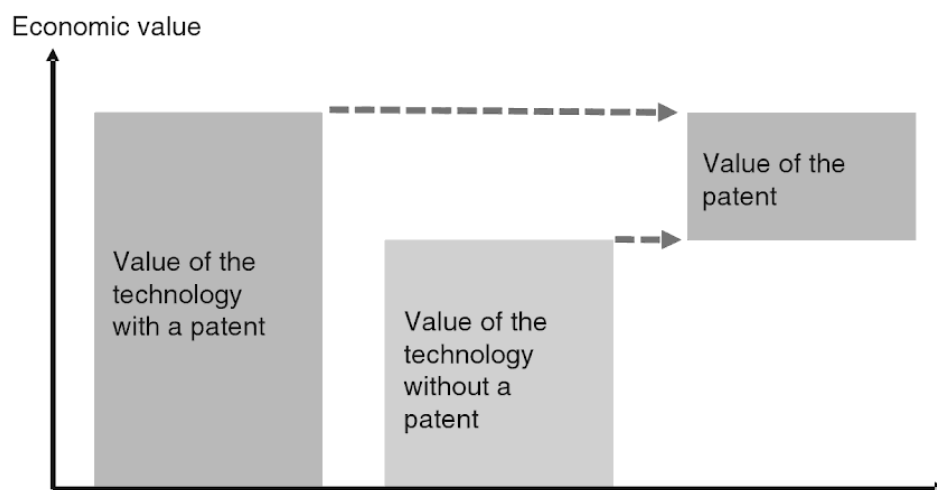 Economic value
Value of the
technology
with a patent
Value of the
technology
without a
patent
Value of the
patent